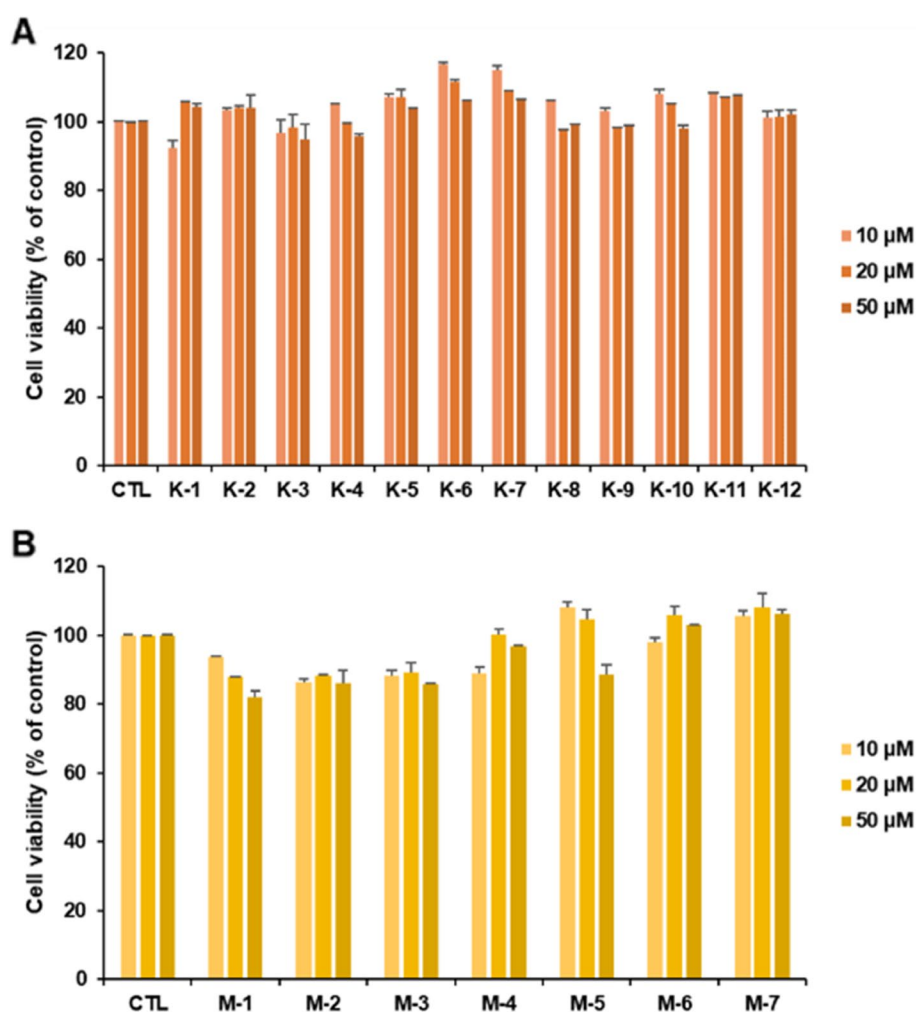 A
Cell viability (% of control)
120
100
80
60
40
20
0
CTL K-1 K-2 K-3 K-4 K-5 K-6 K-7 K-8 K-9 K-10 K-11 K-12
10 µM
20 µM
50 µM
B
Cell viability (% of control)
120
100
80
60
40
20
0
CTL M-1 M-2 M-3 M-4 M-5 M-6 M-7
10 µM
20 µM
50 µM